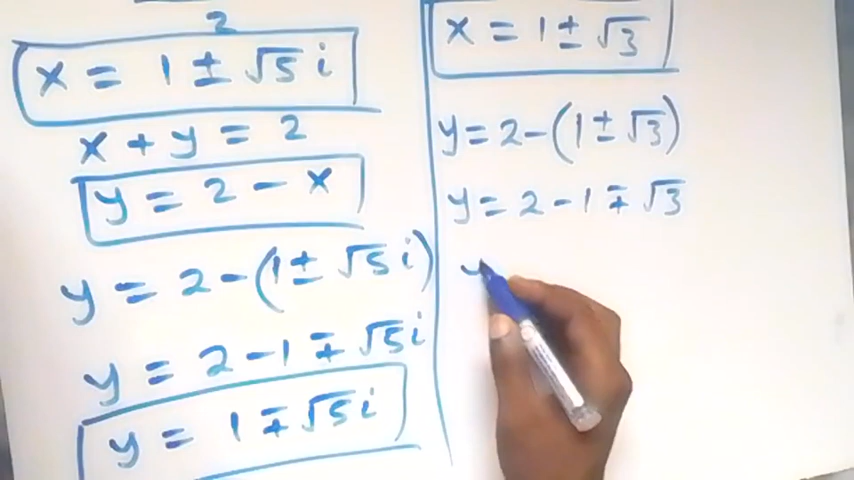 2
x = 1 ± √5 i
x + y = 2
y = 2 - x
y = 2 - (1 ± √5 i)
y = 2 - 1 ∓ √5 i
y = 1 ∓ √5 i
x = 1 ± √3
y = 2 - (1 ± √3)
y = 2 - 1 ∓ √3